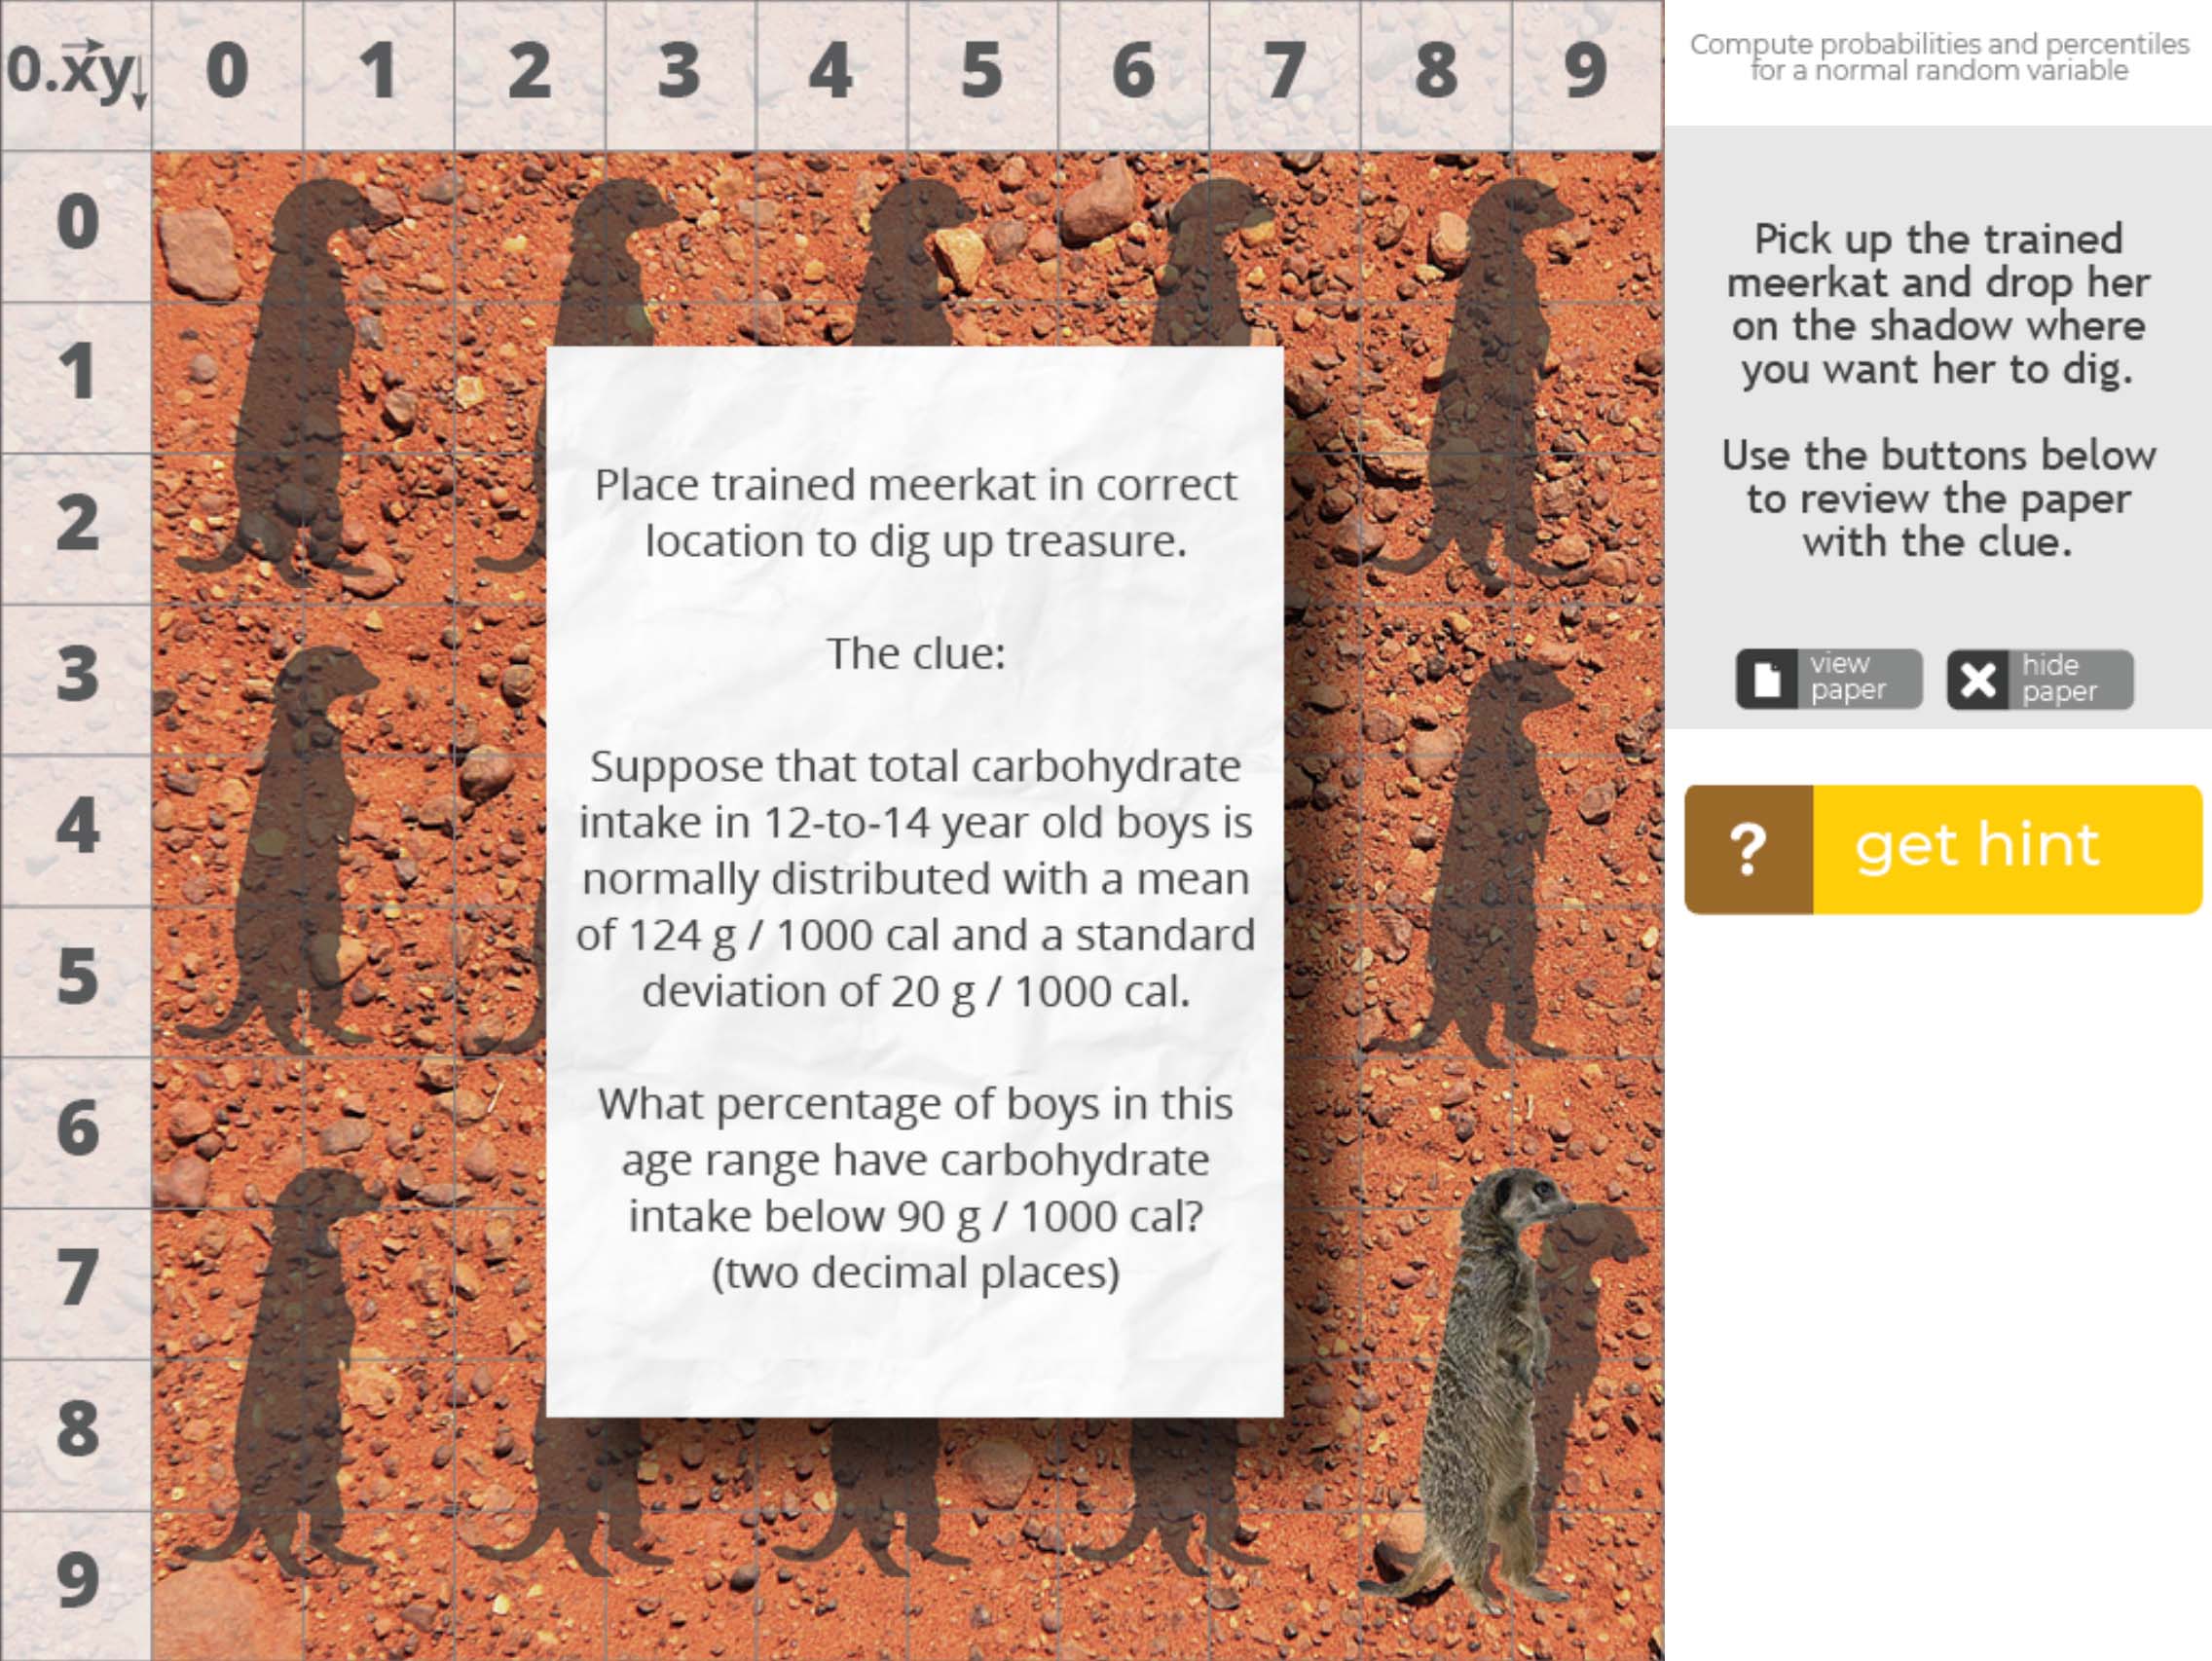 0.xy 0 1 2 3 4 5 6 7 8 9
0
1
2
3
4
5
6
7
8
9
Place trained meerkat in correct
location to dig up treasure.
The clue:
Suppose that total carbohydrate
intake in 12-to-14 year old boys is
normally distributed with a mean
of 124 g / 1000 cal and a standard
deviation of 20 g / 1000 cal.
What percentage of boys in this
age range have carbohydrate
intake below 90 g / 1000 cal?
(two decimal places)
Compute probabilities and percentiles
for a normal random variable
Pick up the trained
meerkat and drop her
on the shadow where
you want her to dig.
Use the buttons below
to review the paper
with the clue.
view
paper
hide
paper
? get hint